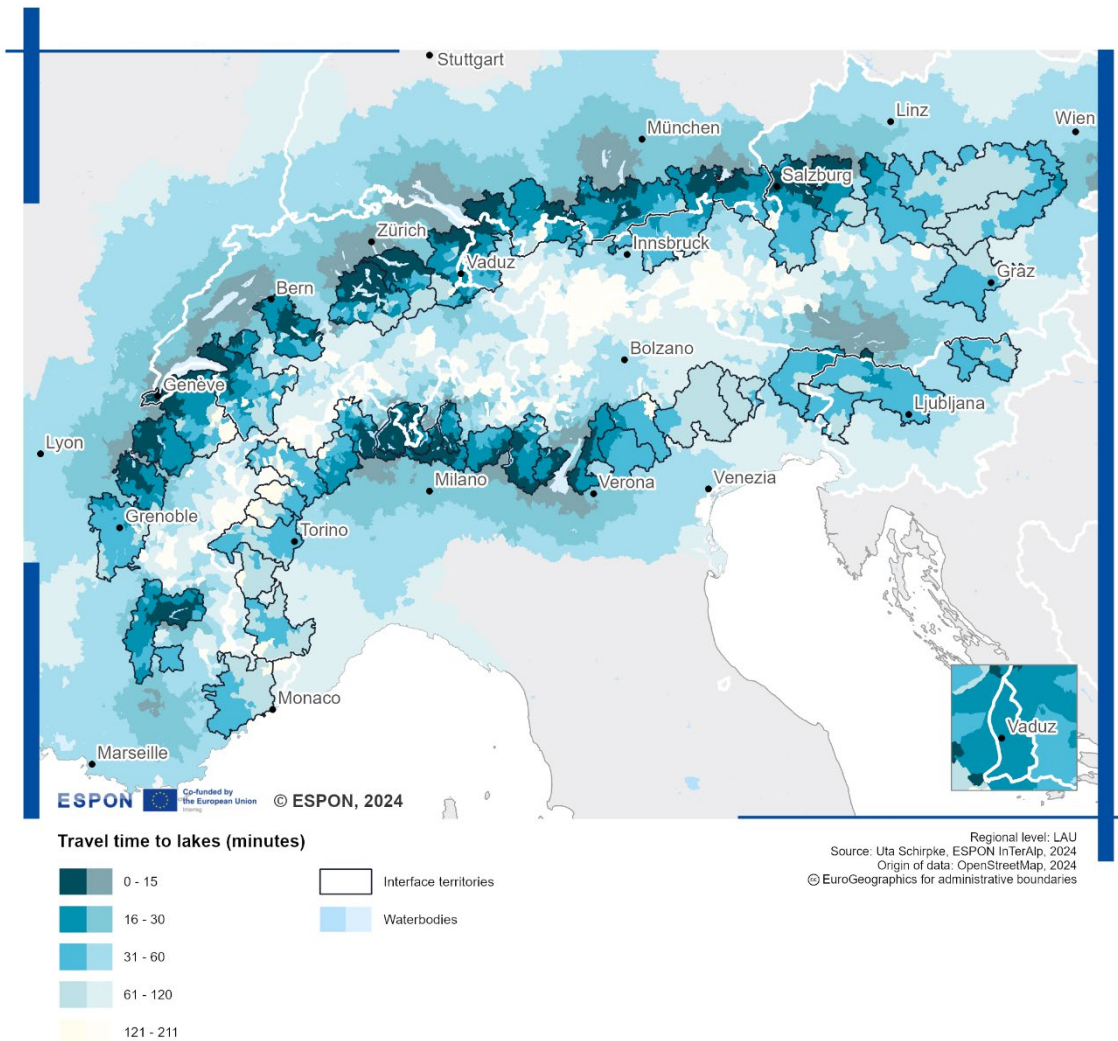 Stuttgart
Linz
Wien
München
Salzburg
Zürich
Innsbruck
Vaduz
Graz
Bern
Bolzano
Genève
Ljubljana
Lyon
Milano
Verona
Venezia
Grenoble
Torino
Monaco
Vaduz
Marseille
ESPON Co-funded by
the European Union
Interreg
© ESPON, 2024
Travel time to lakes (minutes)
0 - 15
16 - 30
31 - 60
61 - 120
121 - 211
Interface territories
Waterbodies
Regional level: LAU
Source: Uta Schirpke, ESPON InTerAlp, 2024
Origin of data: OpenStreetMap, 2024
cc EuroGeographics for administrative boundaries